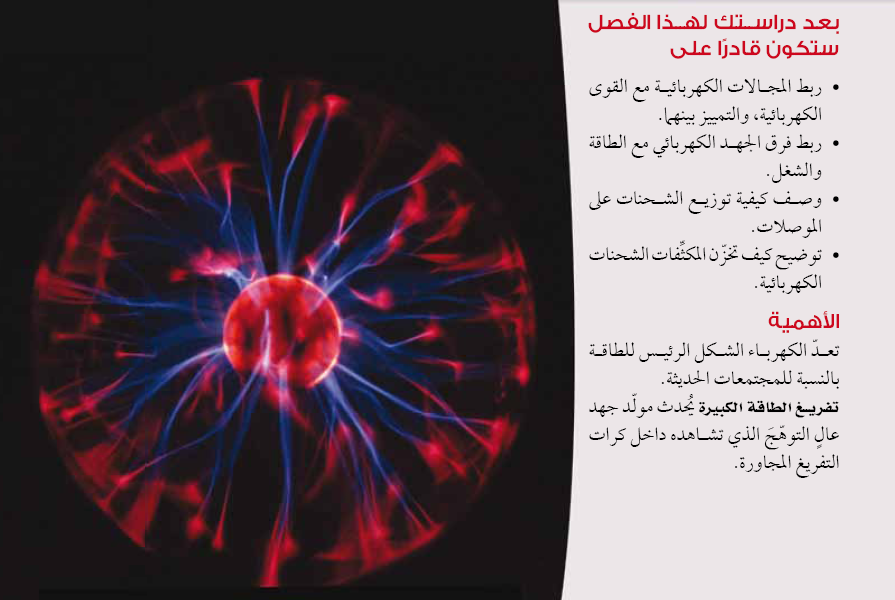 بعد دراستك لهذا الفصل
ستكون قادرًا على
• ربط المجالات الكهربائية مع القوى
الكهربائية، والتمييز بينهما.
• ربط فرق الجهد الكهربائي مع الطاقة
والشغل.
• وصف كيفية توزيع الشحنات على
الموصلات.
• توضيح كيف تخزّن المكثِّفات الشحنات
الكهربائية.
الأهمية
تعدّ الكهرباء الشكل الرئيس للطاقة
بالنسبة للمجتمعات الحديثة.
تفريغ الطاقة الكبيرة يُحدث مولّد جهد
عالٍ التوهّجَ الذي تشاهده داخل كرات
التفريغ المجاورة.